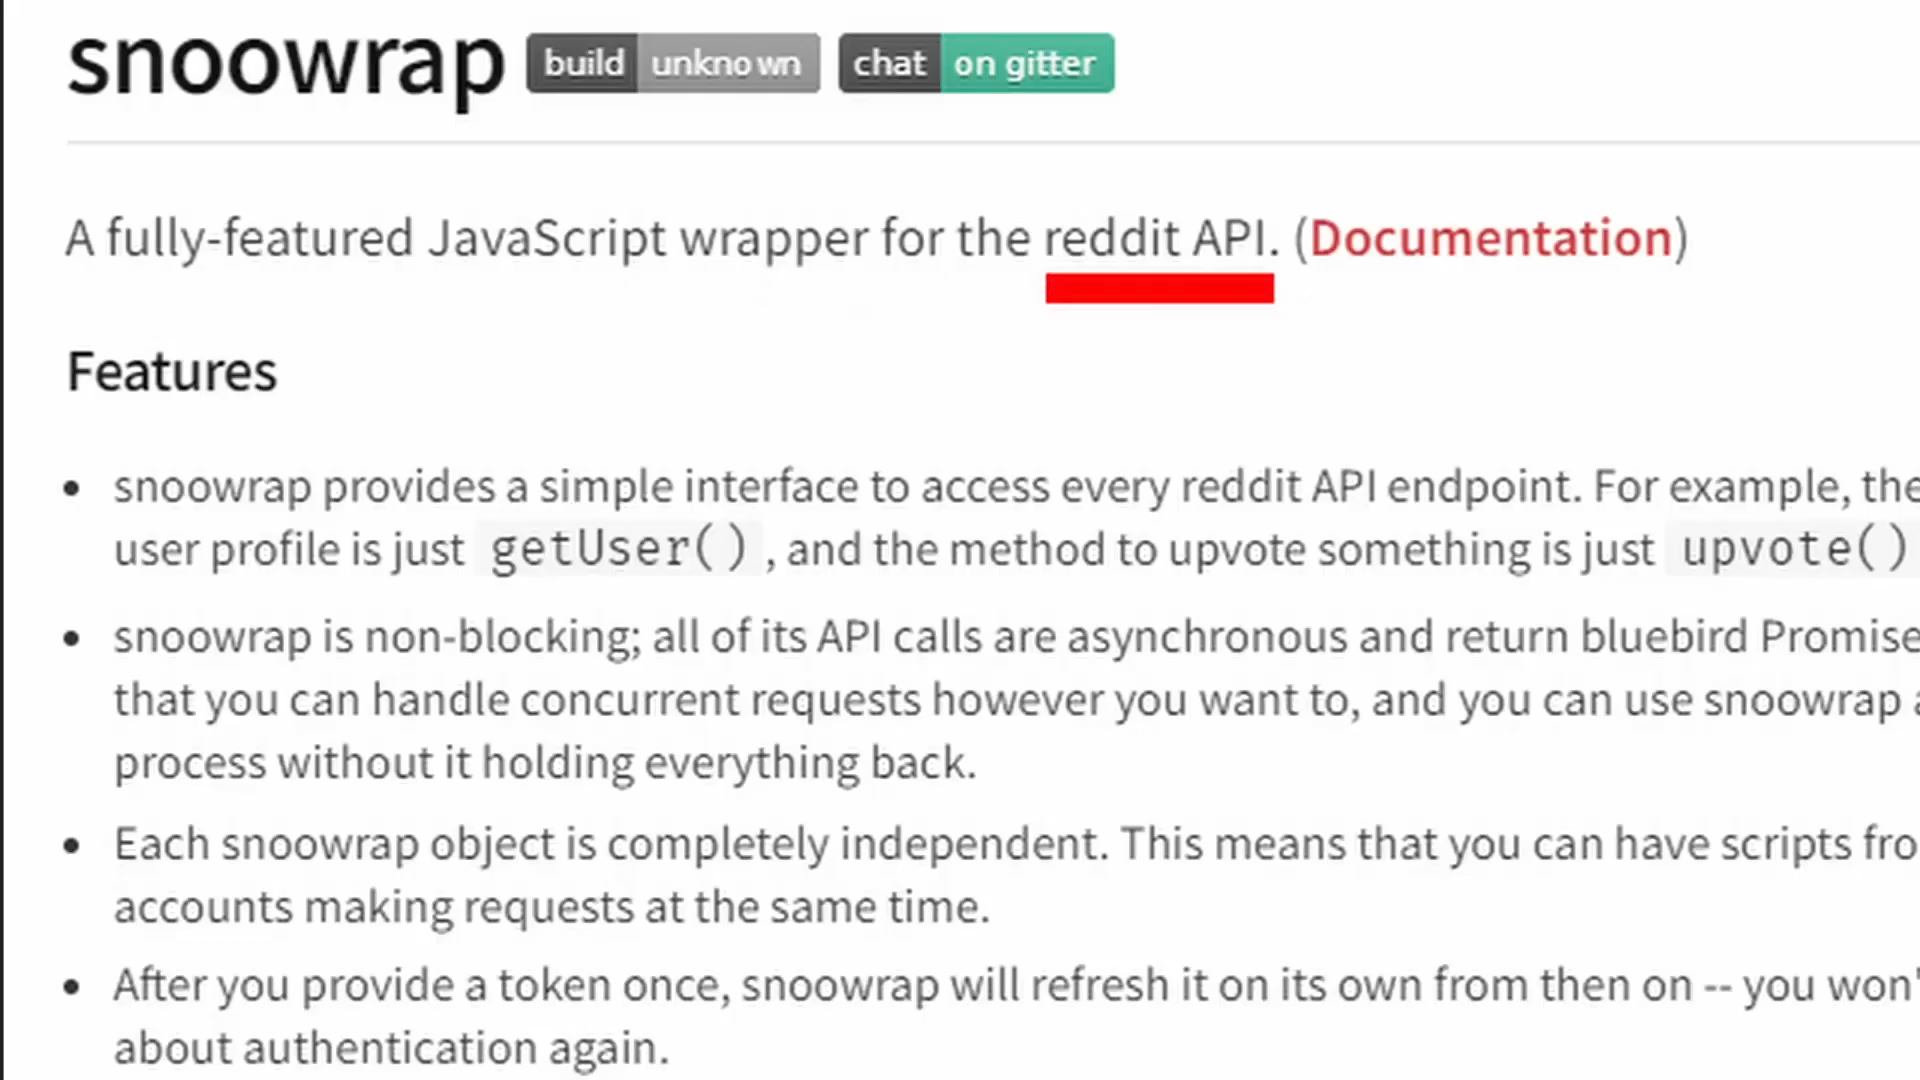 snoowrap build unknown chat on gitter
A fully-featured JavaScript wrapper for the reddit API. (Documentation)
Features
• snoowrap provides a simple interface to access every reddit API endpoint. For example, the
user profile is just getUser(), and the method to upvote something is just upvote()
• snoowrap is non-blocking; all of its API calls are asynchronous and return bluebird Promise
that you can handle concurrent requests however you want to, and you can use snoowrap a
process without it holding everything back.
• Each snoowrap object is completely independent. This means that you can have scripts fro
accounts making requests at the same time.
• After you provide a token once, snoowrap will refresh it on its own from then on -- you won'
about authentication again.